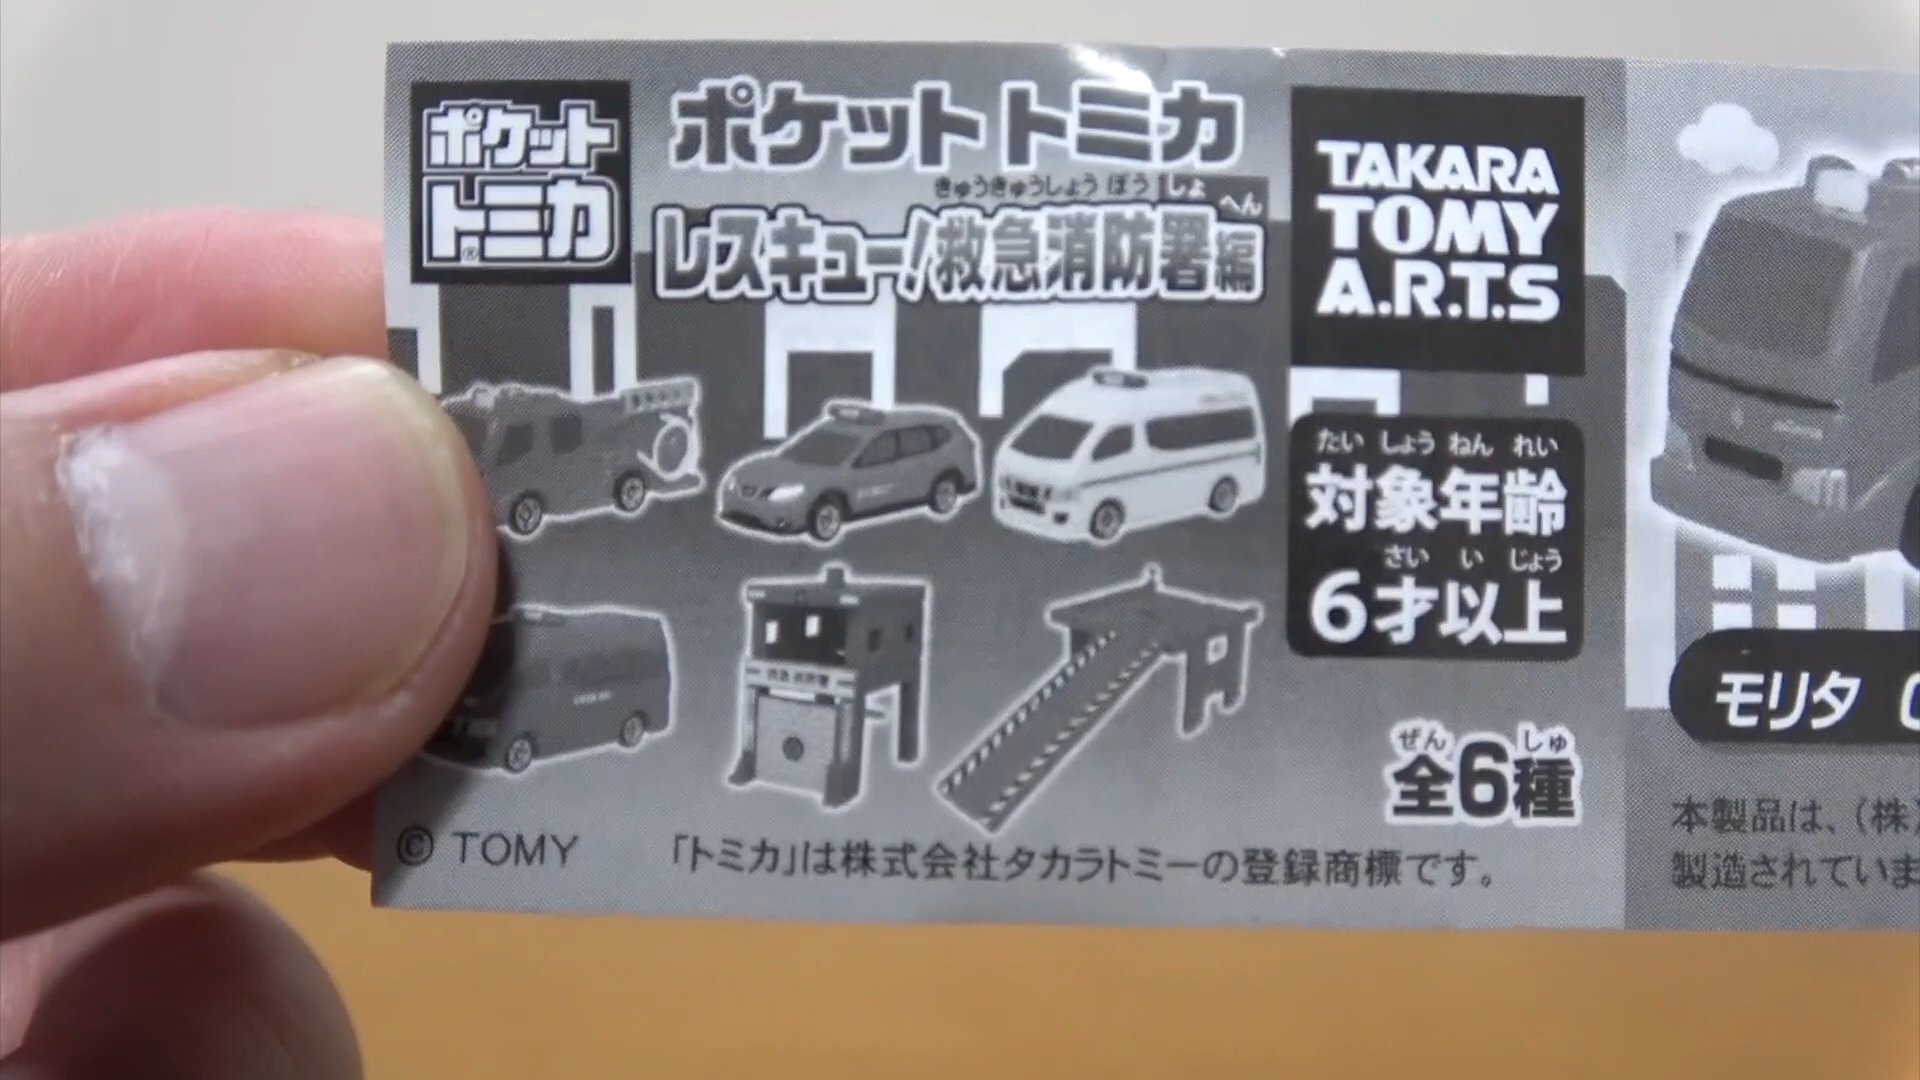 ポケット
トミカ®
ポケット トミカ
きゅうきゅうしょうぼうしょへん
レスキュー!救急消防署編
TAKARA
TOMY
A.R.T.S
たいしょうねんれい
対象年齢
さいいじょう
6才以上
ぜんしゅ
全6種
© TOMY
「トミカ」は株式会社タカラトミーの登録商標です。
モリタ
本製品は、(株)
製造されていま